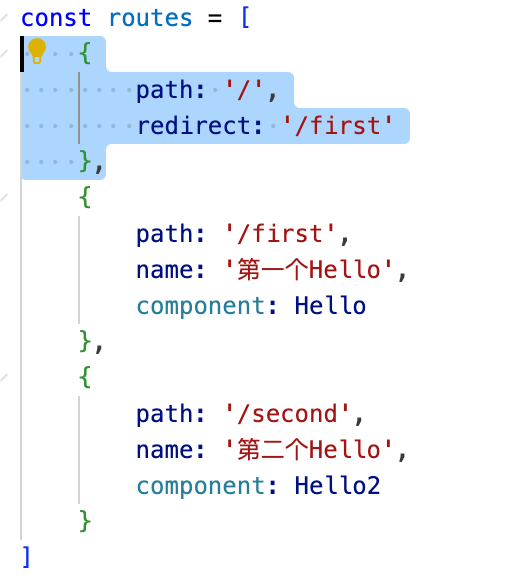 const routes = [
    {
        path: '/',
        redirect: '/first'
    },
    {
        path: '/first',
        name: '第一个Hello',
        component: Hello
    },
    {
        path: '/second',
        name: '第二个Hello',
        component: Hello2
    }
]